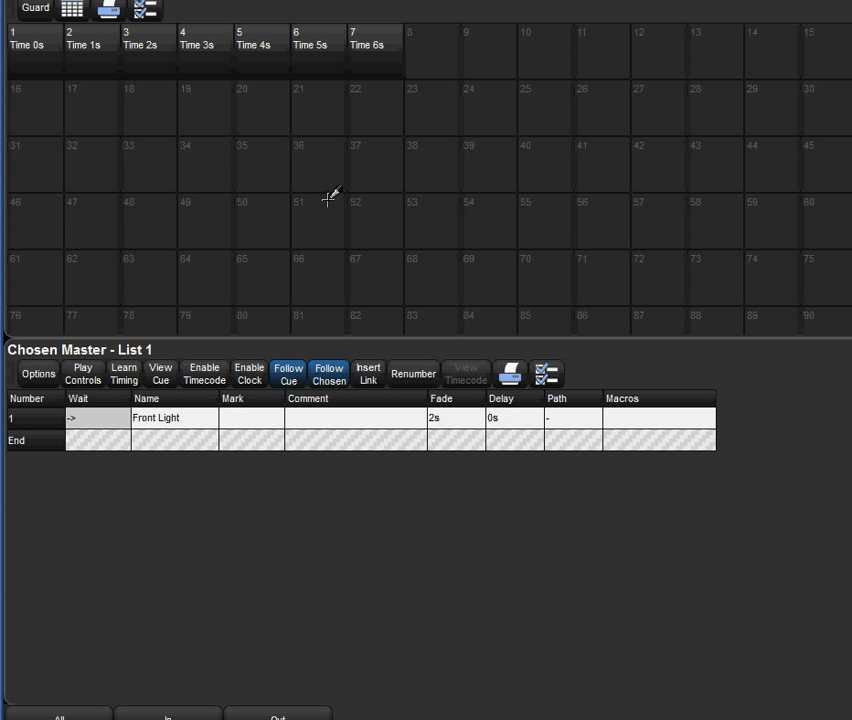 Guard
1 2 3 4 5 6 7 8 9 10 11 12 13 14 15
Time 0s Time 1s Time 2s Time 3s Time 4s Time 5s Time 6s
16 17 18 19 20 21 22 23 24 25 26 27 28 29 30
31 32 33 34 35 36 37 38 39 40 41 42 43 44 45
46 47 48 49 50 51 52 53 54 55 56 57 58 59 60
61 62 63 64 65 66 67 68 69 70 71 72 73 74 75
76 77 78 79 80 81 82 83 84 85 86 87 88 89 90
Chosen Master - List 1
Options Play Controls Learn Timing View Cue Enable Timecode Enable Clock Follow Cue Follow Chosen Insert Link Renumber View Timecode
Number Wait Name Mark Comment Fade Delay Path Macros
1 -> Front Light 2s 0s -
End
All In Out